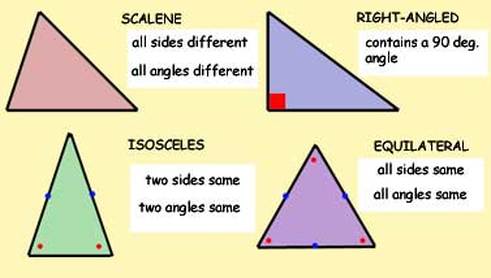 SCALENE
all sides different
all angles different
RIGHT-ANGLED
contains a 90 deg.
angle
ISOSCELES
two sides same
two angles same
EQUILATERAL
all sides same
all angles same